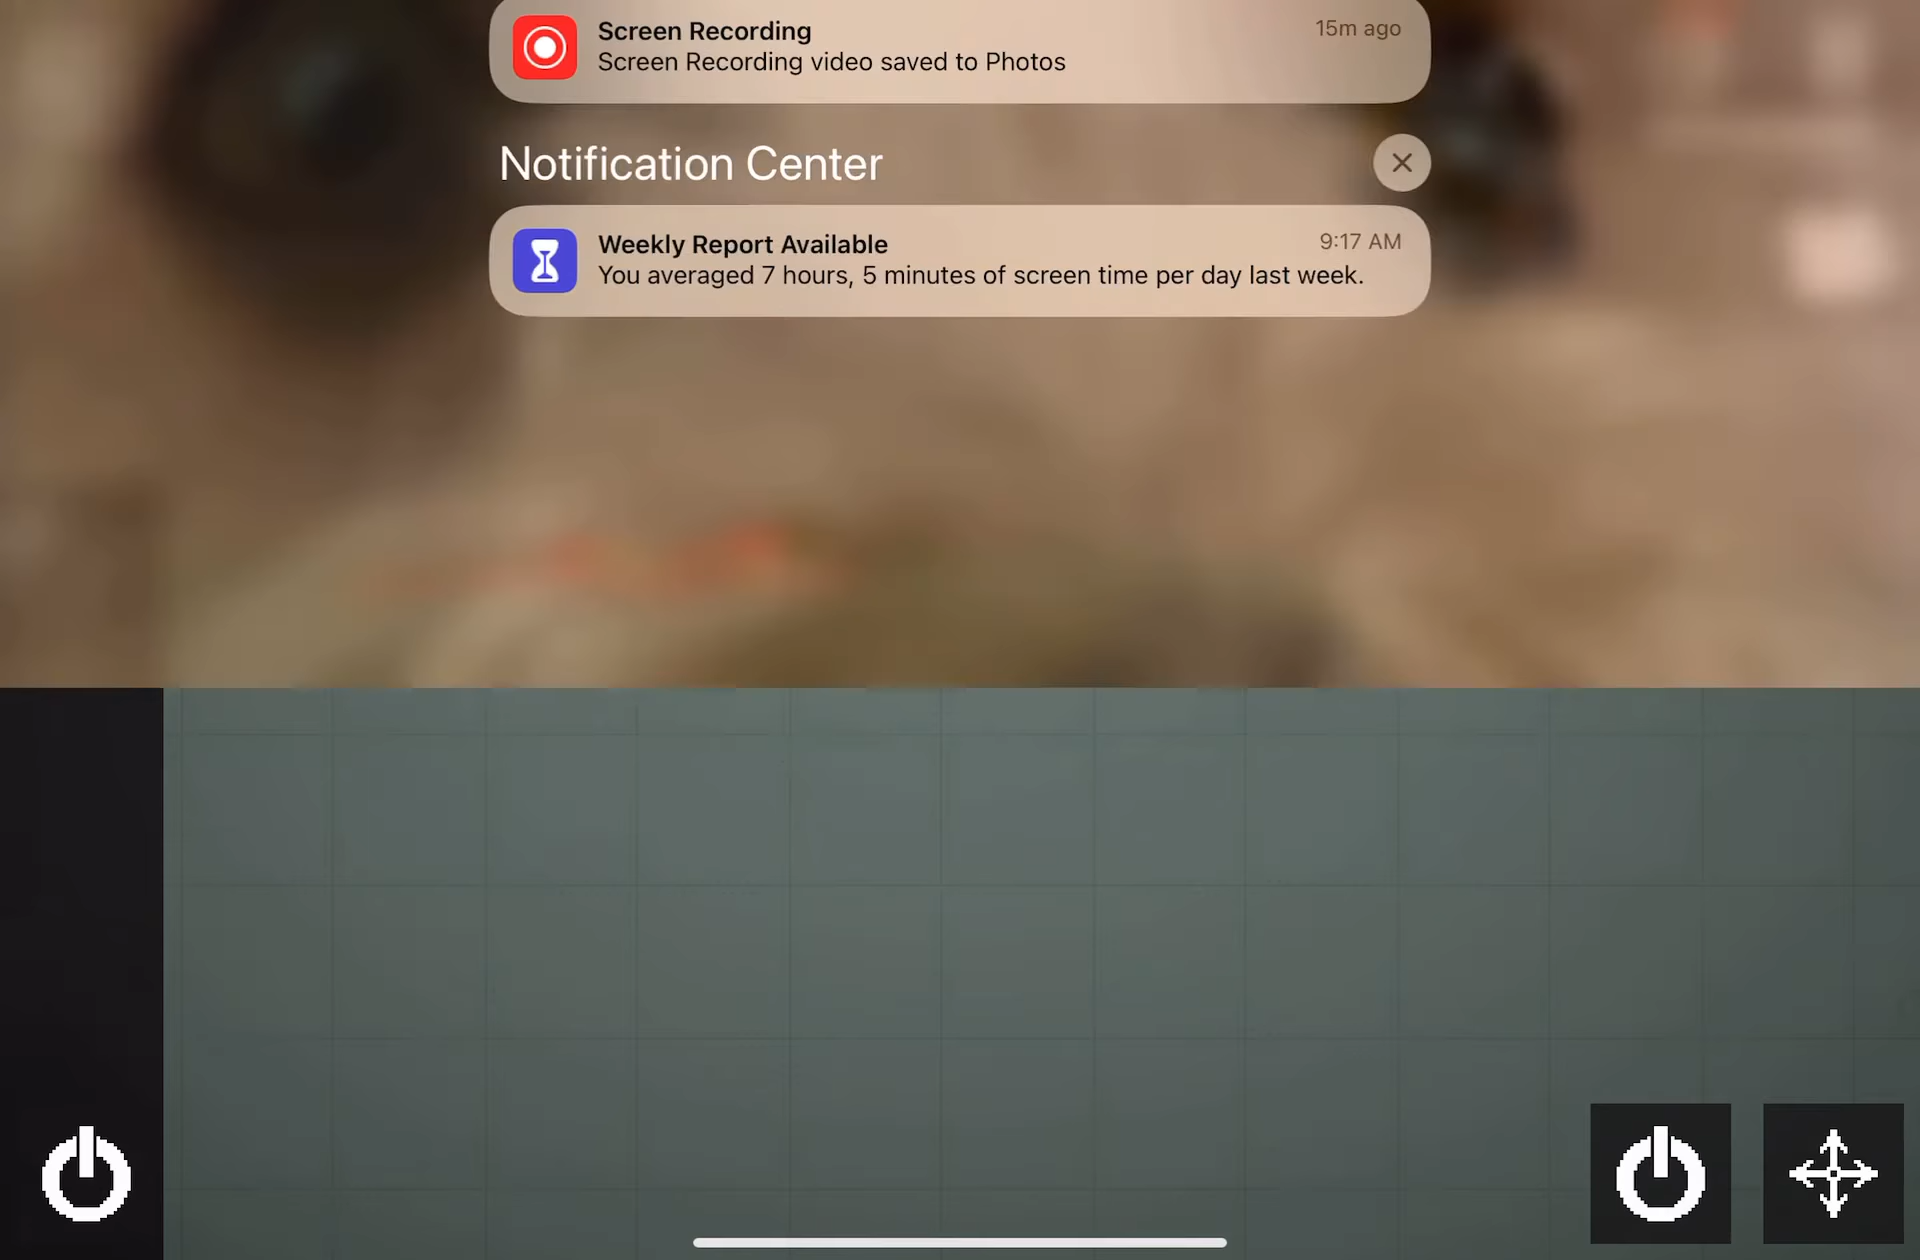 Screen Recording
15m ago
Screen Recording video saved to Photos
Notification Center
Weekly Report Available
9:17 AM
You averaged 7 hours, 5 minutes of screen time per day last week.